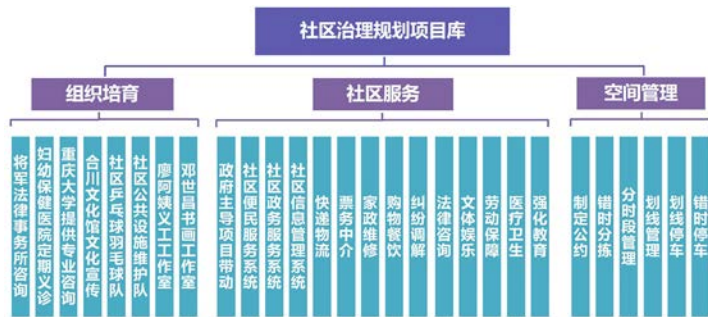 社区治理规划项目库
组织培育
社区服务
空间管理
将军法律事务所咨询
妇幼保健医院定期义诊
重庆大学提供专业咨询
合川文化馆文化宣传
社区乒乓球羽毛球队
社区公共设施维护队
廖阿姨义工工作室
邓世昌书画工作室
政府主导项目带动
社区便民服务系统
社区政务服务系统
社区信息管理系统
快递物流
票务中介
家政维修
购物餐饮
纠纷调解
法律咨询
文体娱乐
劳动保障
医疗卫生
强化教育
制定公约
错时分拣
分时段管理
划线管理
划线停车
错时停车